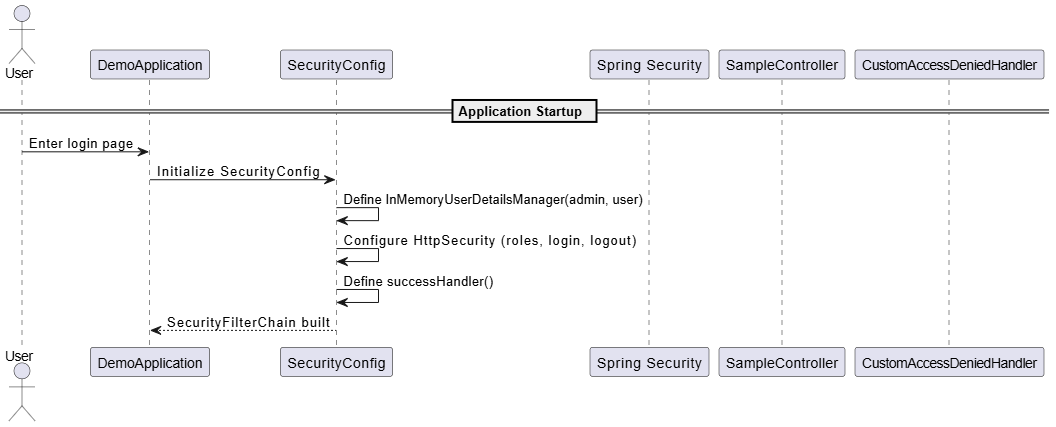 User
DemoApplication
SecurityConfig
Spring Security
SampleController
CustomAccessDeniedHandler
Application Startup
Enter login page
Initialize SecurityConfig
Define InMemoryUserDetailsManager(admin, user)
Configure HttpSecurity (roles, login, logout)
Define successHandler()
SecurityFilterChain built
User
DemoApplication
SecurityConfig
Spring Security
SampleController
CustomAccessDeniedHandler